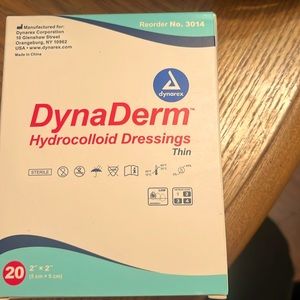 Manufactured for:
Dynarex Corporation
10 Glenshaw Street
Orangeburg, NY 10962
USA • www.dynarex.com
Made in China
Reorder No. 3014
dynarex
DynaDerm™
Hydrocolloid Dressings
Thin
STERILE
20
2" × 2"
(5 cm × 5 cm)